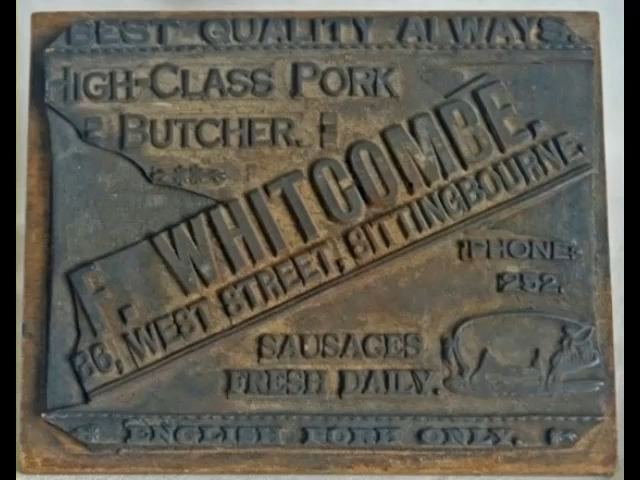 BEST QUALITY ALWAYS.
HIGH-CLASS PORK
BUTCHER.
F. WHITCOMBE.
86, WEST STREET, SITTINGBOURNE
'PHONE:
252.
SAUSAGES
FRESH DAILY.
ENGLISH PORK ONLY.